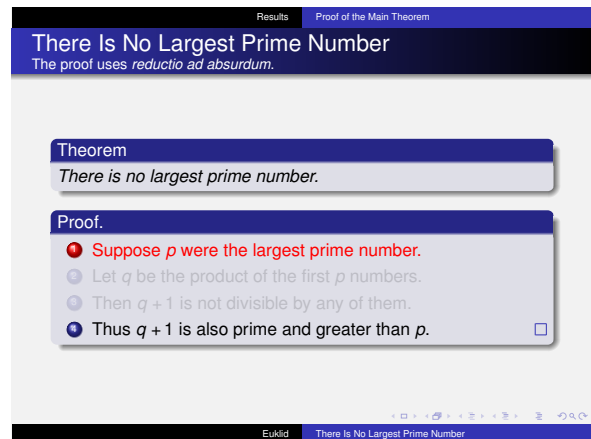 Results Proof of the Main Theorem
There Is No Largest Prime Number
The proof uses reductio ad absurdum.
Theorem
There is no largest prime number.
Proof.
1 Suppose p were the largest prime number.
2 Let q be the product of the first p numbers.
3 Then q + 1 is not divisible by any of them.
4 Thus q + 1 is also prime and greater than p.
Euklid There Is No Largest Prime Number